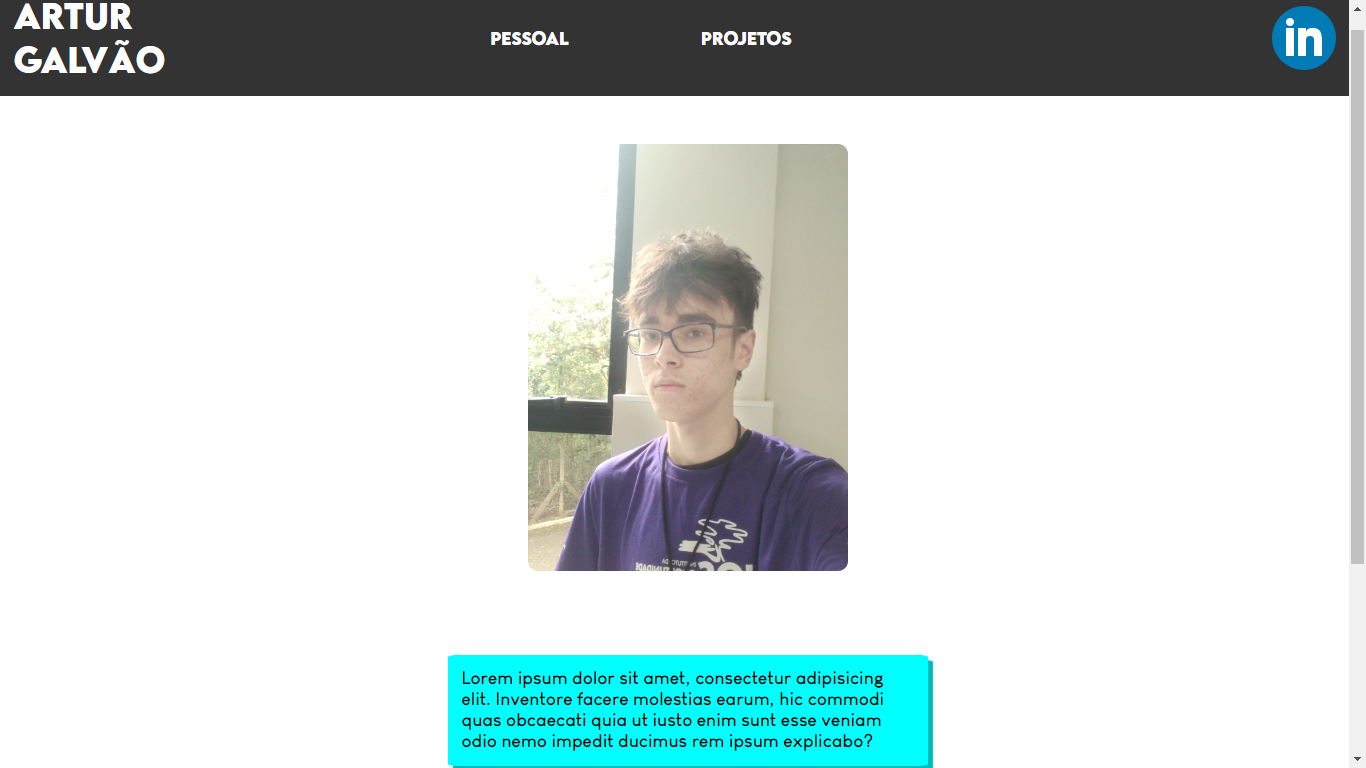 ARTUR
GALVÃO
PESSOAL
PROJETOS
in
Lorem ipsum dolor sit amet, consectetur adipisicing
elit. Inventore facere molestias earum, hic commodi
quas obcaecati quia ut iusto enim sunt esse veniam
odio nemo impedit ducimus rem ipsum explicabo?